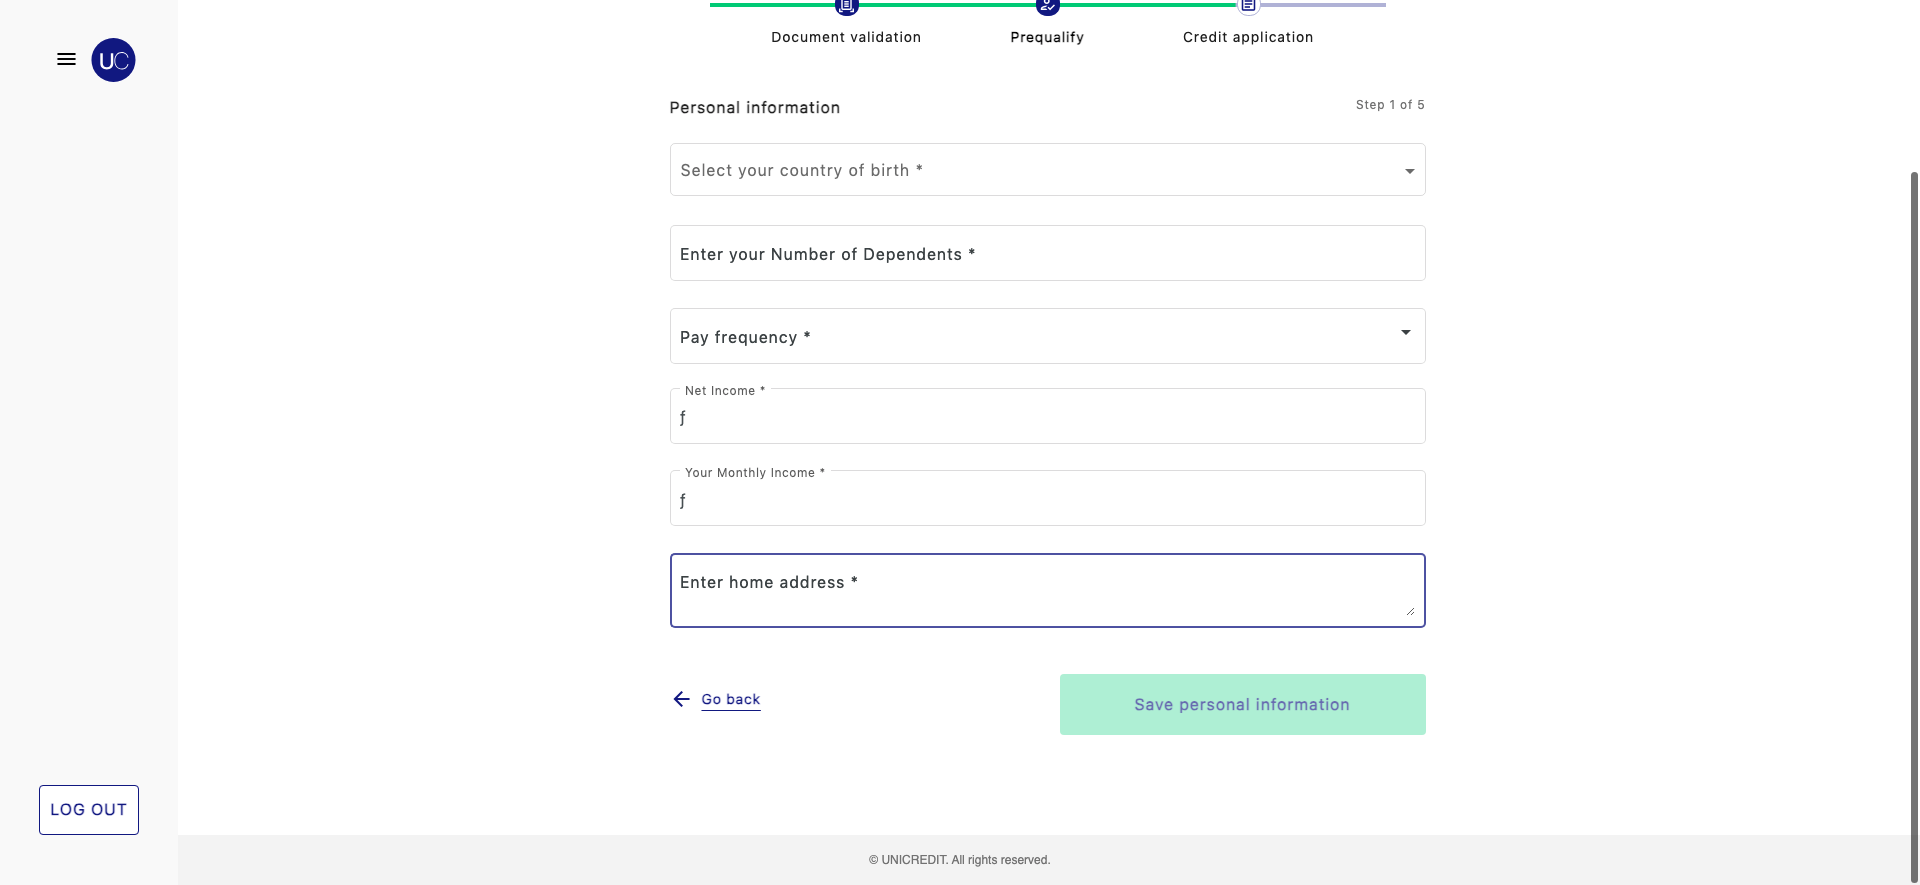 UC
Document validation
Prequalify
Credit application
Personal information
Step 1 of 5
Select your country of birth *
Enter your Number of Dependents *
Pay frequency *
Net Income *
ƒ
Your Monthly Income *
ƒ
Enter home address *
Go back
Save personal information
LOG OUT
© UNICREDIT. All rights reserved.